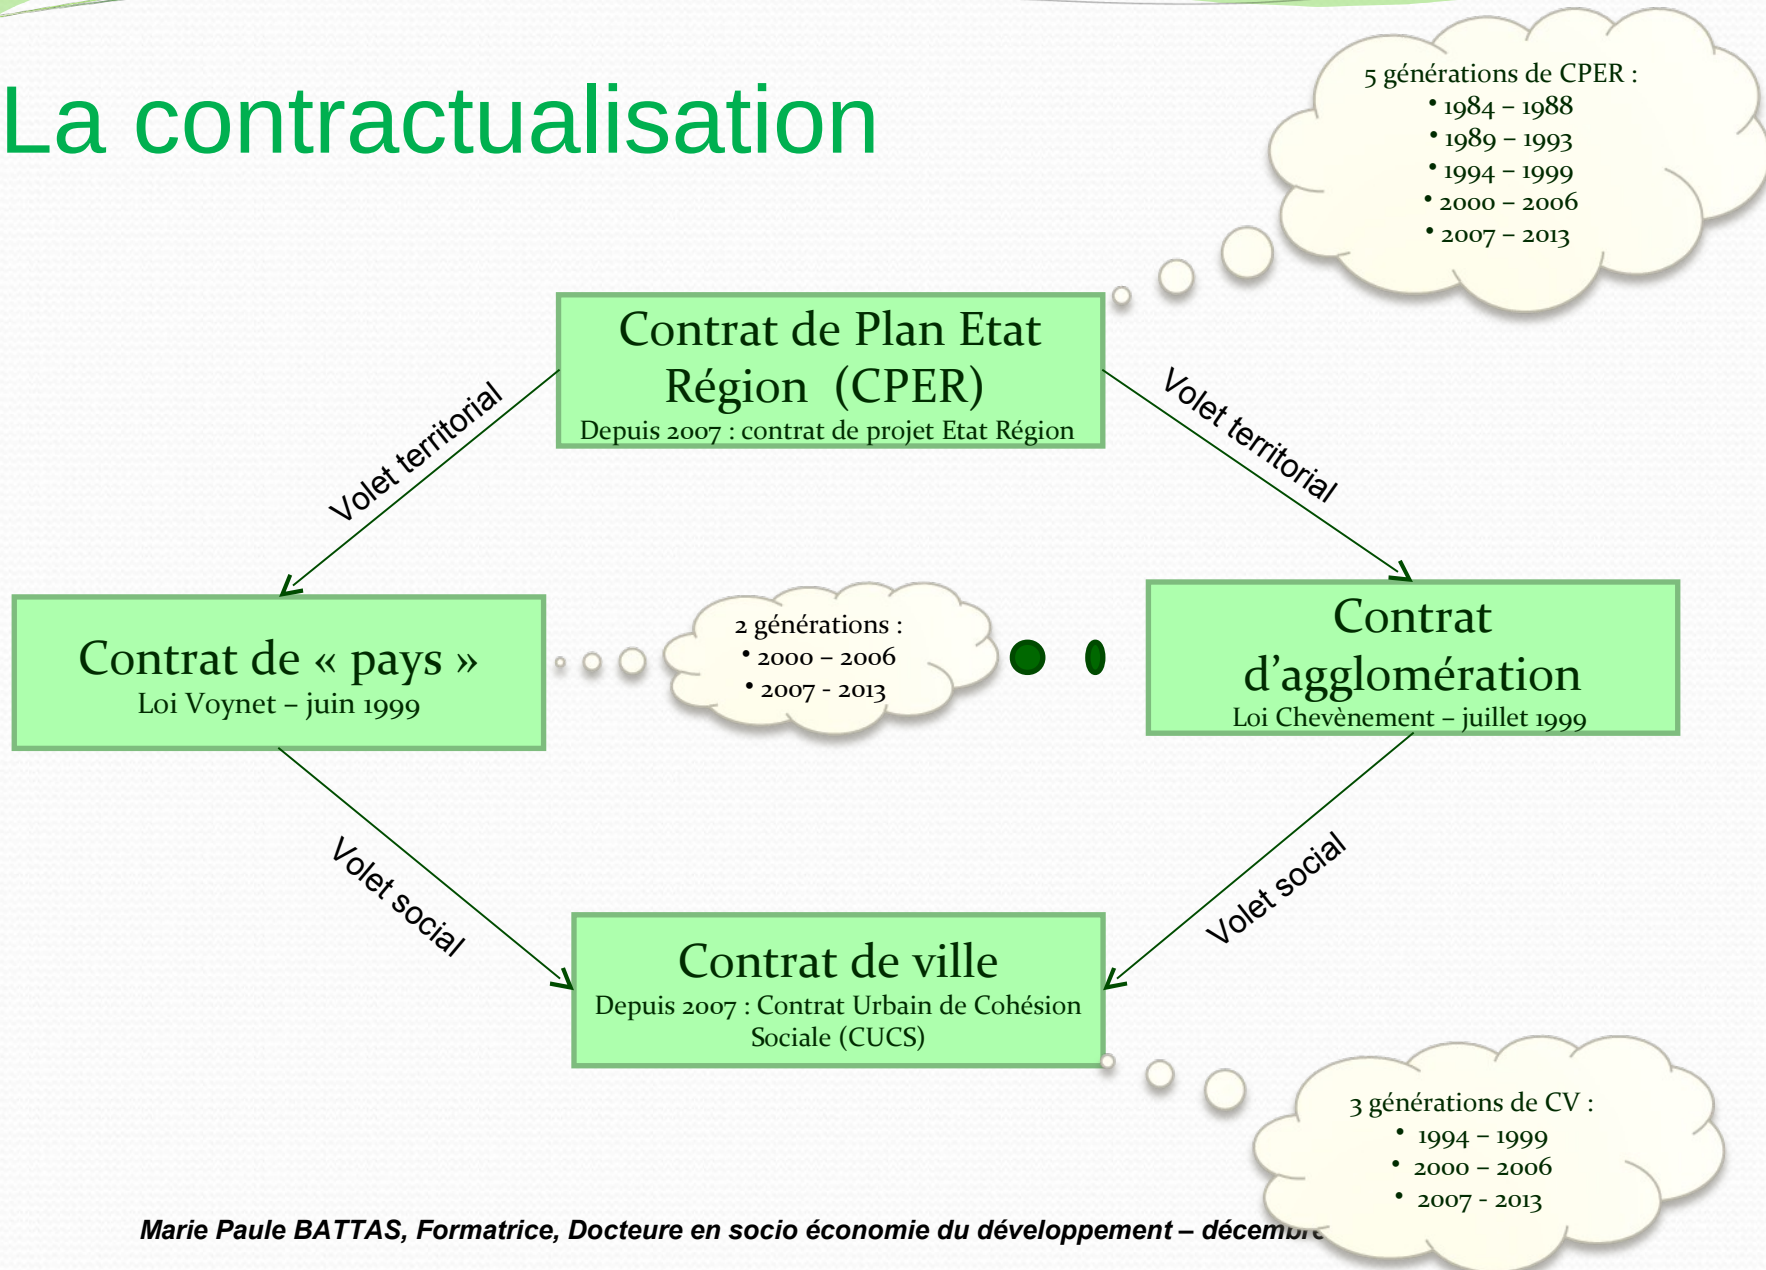 La contractualisation
5 générations de CPER :
• 1984 – 1988
• 1989 – 1993
• 1994 – 1999
• 2000 – 2006
• 2007 – 2013
Contrat de Plan Etat
Région (CPER)
Depuis 2007 : contrat de projet Etat Région
Volet territorial
Volet territorial
Contrat de « pays »
Loi Voynet – juin 1999
2 générations :
• 2000 – 2006
• 2007 - 2013
Contrat
d’agglomération
Loi Chevènement – juillet 1999
Volet social
Volet social
Contrat de ville
Depuis 2007 : Contrat Urbain de Cohésion
Sociale (CUCS)
3 générations de CV :
• 1994 – 1999
• 2000 – 2006
• 2007 - 2013
Marie Paule BATTAS, Formatrice, Docteure en socio économie du développement – décembre